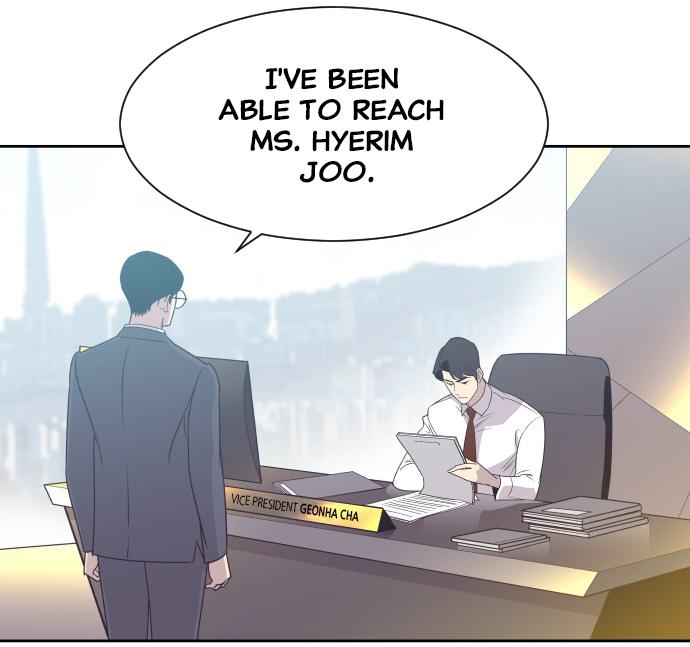 I'VE BEEN
ABLE TO REACH
MS. HYERIM
JOO.
VICE PRESIDENT GEONHA CHA